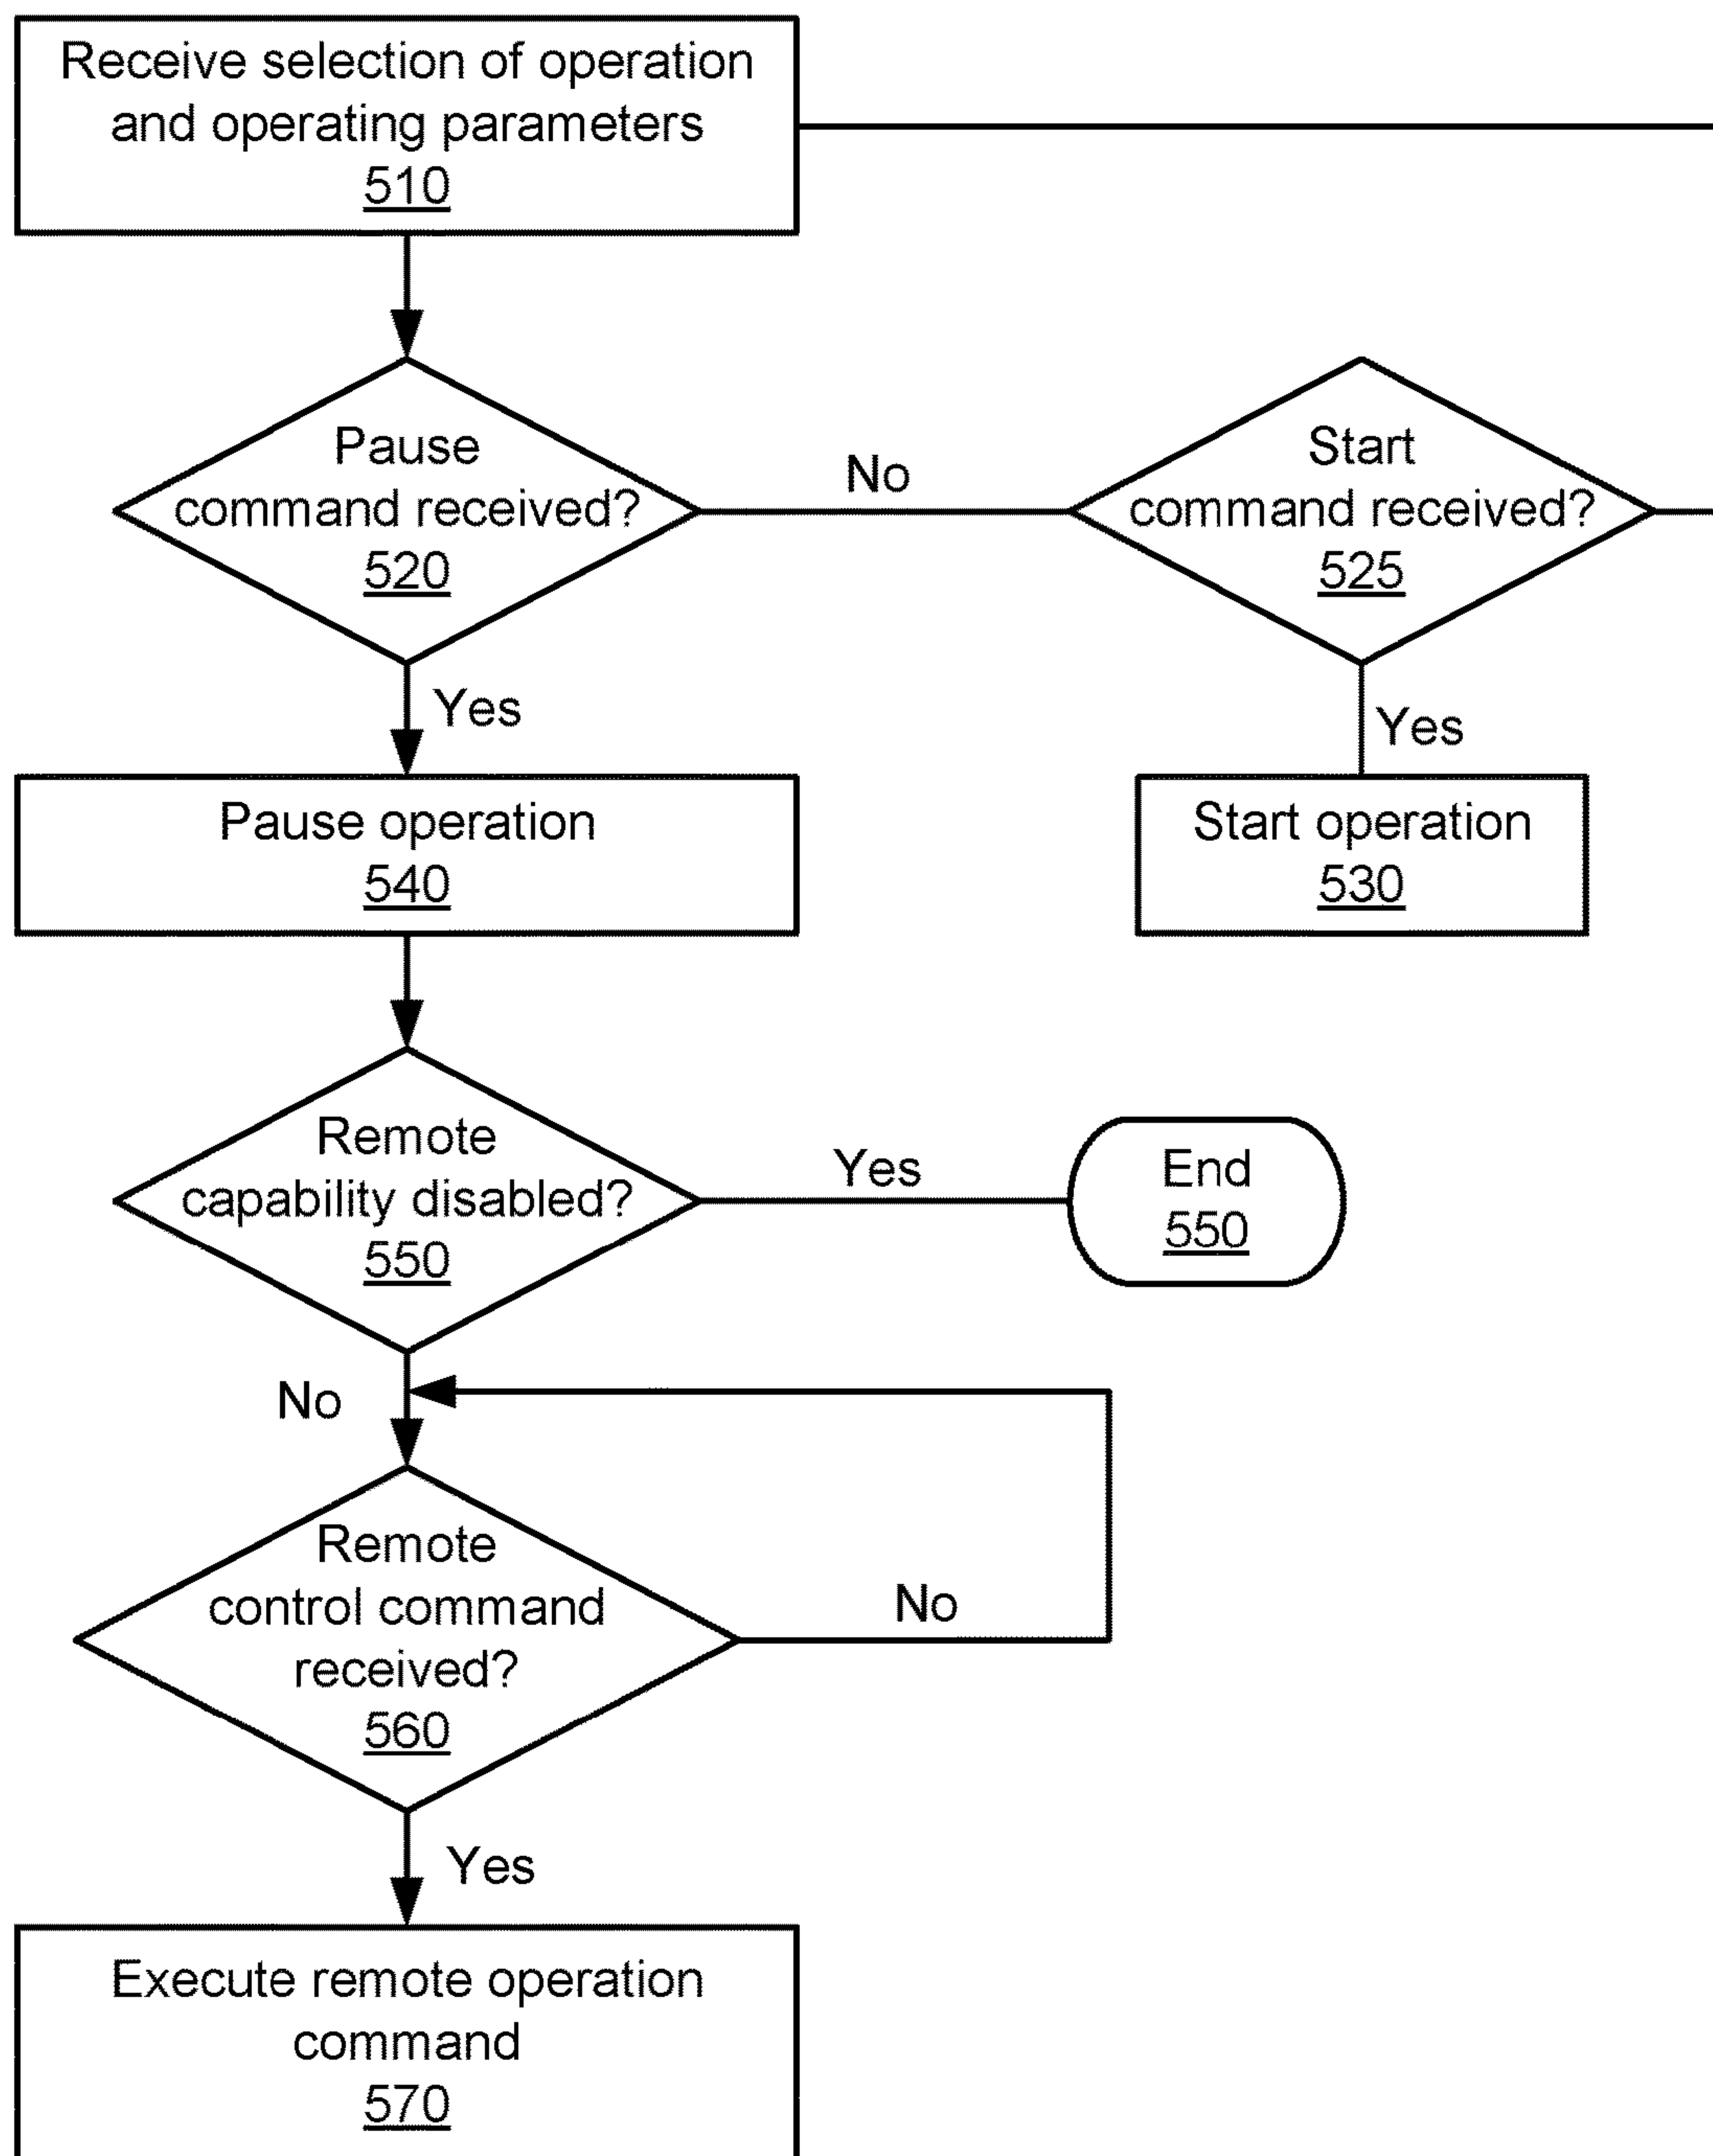 Receive selection of operation
and operating parameters
510
Pause
command received?
520
No
Start
command received?
525
Yes
Yes
Pause operation
540
Start operation
530
Remote
capability disabled?
550
Yes
End
550
No
Remote
control command
received?
560
No
Yes
Execute remote operation
command
570